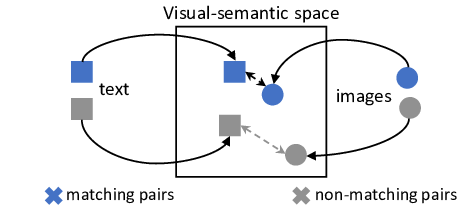 Visual-semantic space
text
images
matching pairs
non-matching pairs